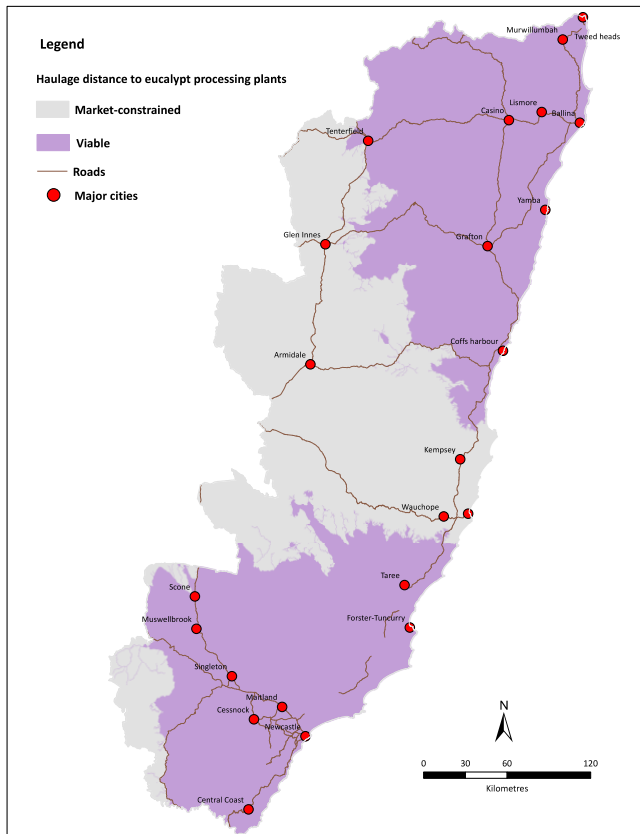 Legend
Haulage distance to eucalypt processing plants
Market-constrained
Viable
Roads
Major cities
Murwillumbah
Tweed heads
Lismore
Casino
Ballina
Tenterfield
Yamba
Glen Innes
Grafton
Coffs harbour
Armidale
Kempsey
Wauchope
Taree
Scone
Forster-Tuncurry
Muswellbrook
Singleton
Maitland
Cessnock
Newcastle
Central Coast
N
0 30 60 120
Kilometres